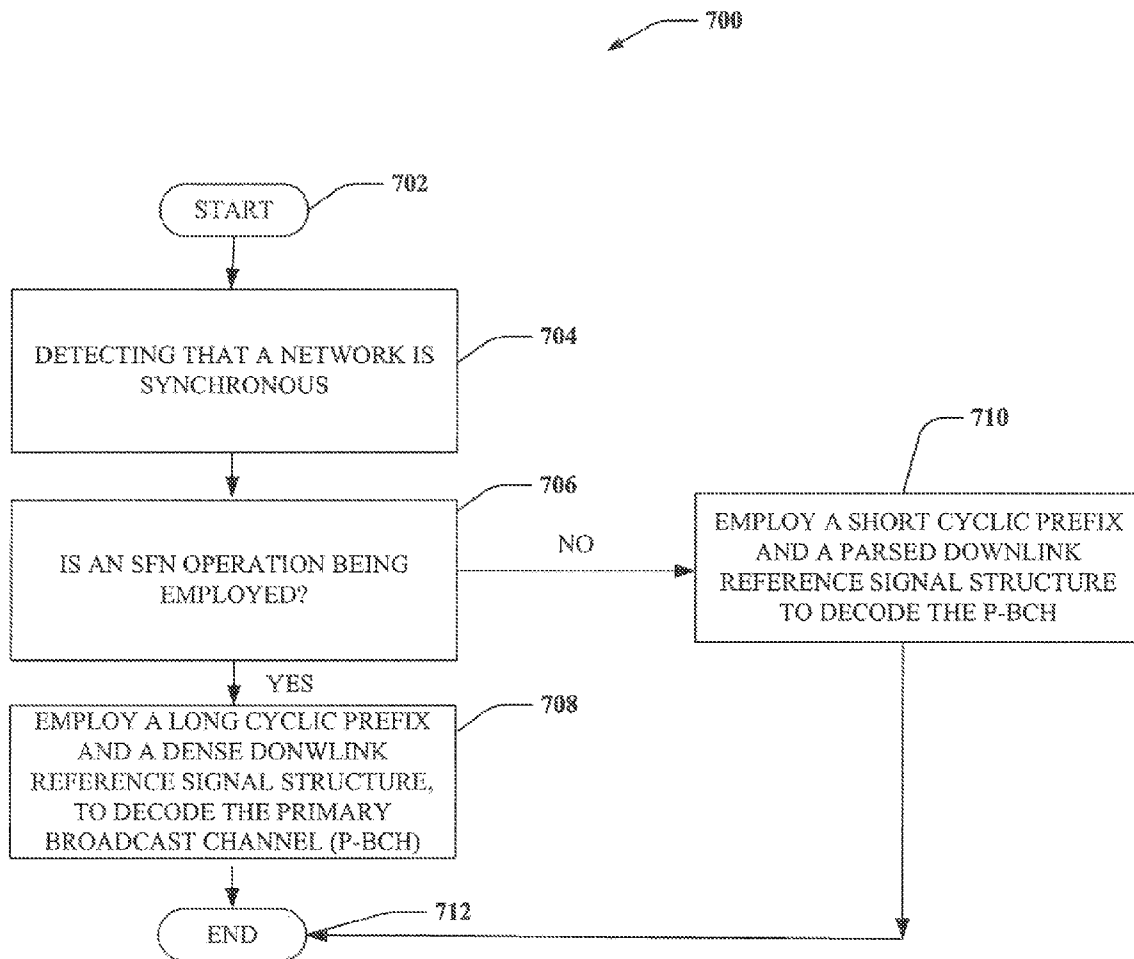 700
702
START
704
DETECTING THAT A NETWORK IS
SYNCHRONOUS
706
IS AN SFN OPERATION BEING
EMPLOYED?
NO
710
EMPLOY A SHORT CYCLIC PREFIX
AND A PARSED DOWNLINK
REFERENCE SIGNAL STRUCTURE
TO DECODE THE P-BCH
YES
708
EMPLOY A LONG CYCLIC PREFIX
AND A DENSE DONWLINK
REFERENCE SIGNAL STRUCTURE,
TO DECODE THE PRIMARY
BROADCAST CHANNEL (P-BCH)
712
END